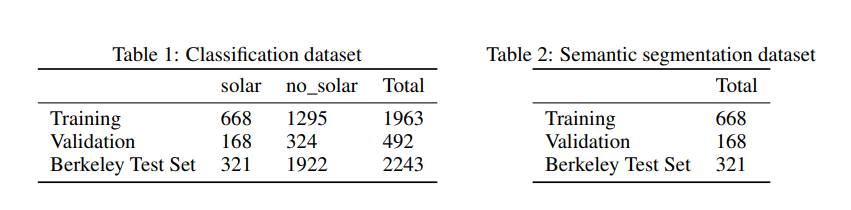 Table 1: Classification dataset
solar no_solar Total
Training 668 1295 1963
Validation 168 324 492
Berkeley Test Set 321 1922 2243
Table 2: Semantic segmentation dataset
Total
Training 668
Validation 168
Berkeley Test Set 321